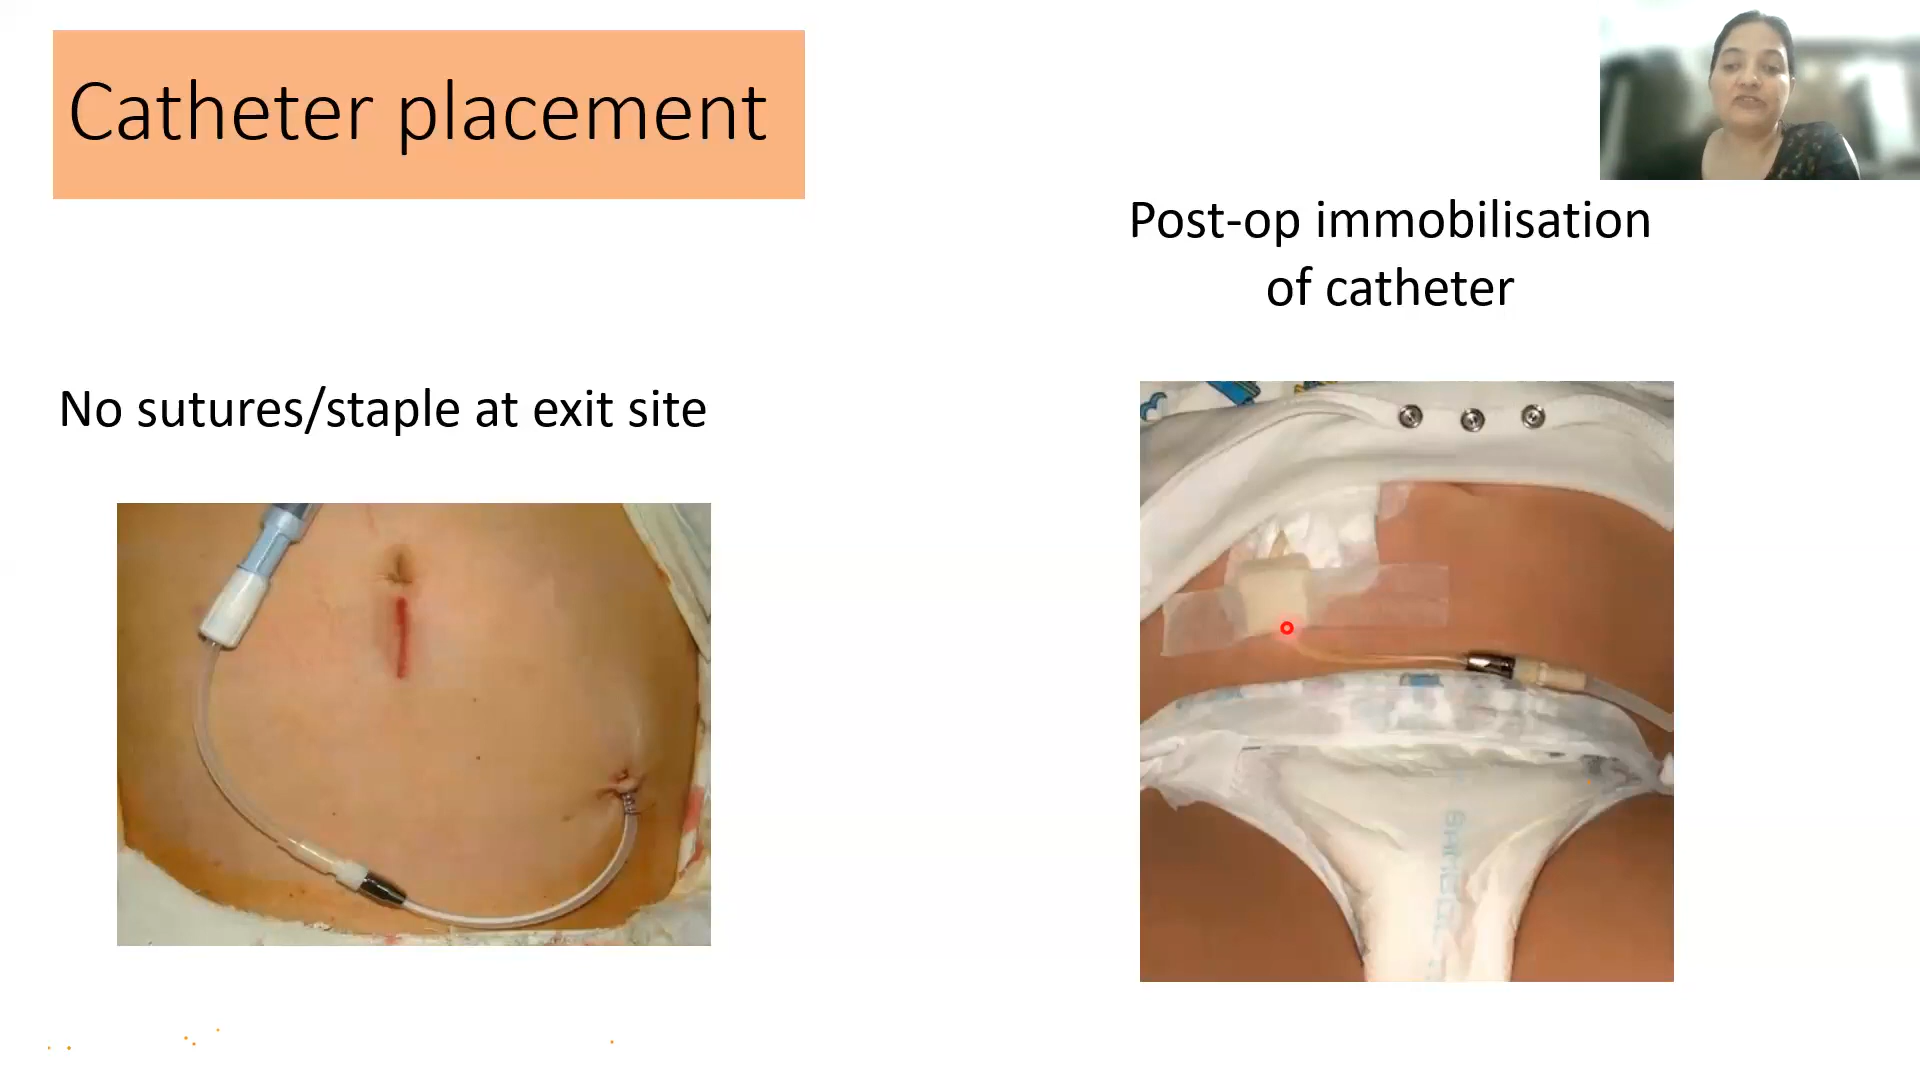 Catheter placement
Post-op immobilisation
of catheter
No sutures/staple at exit site